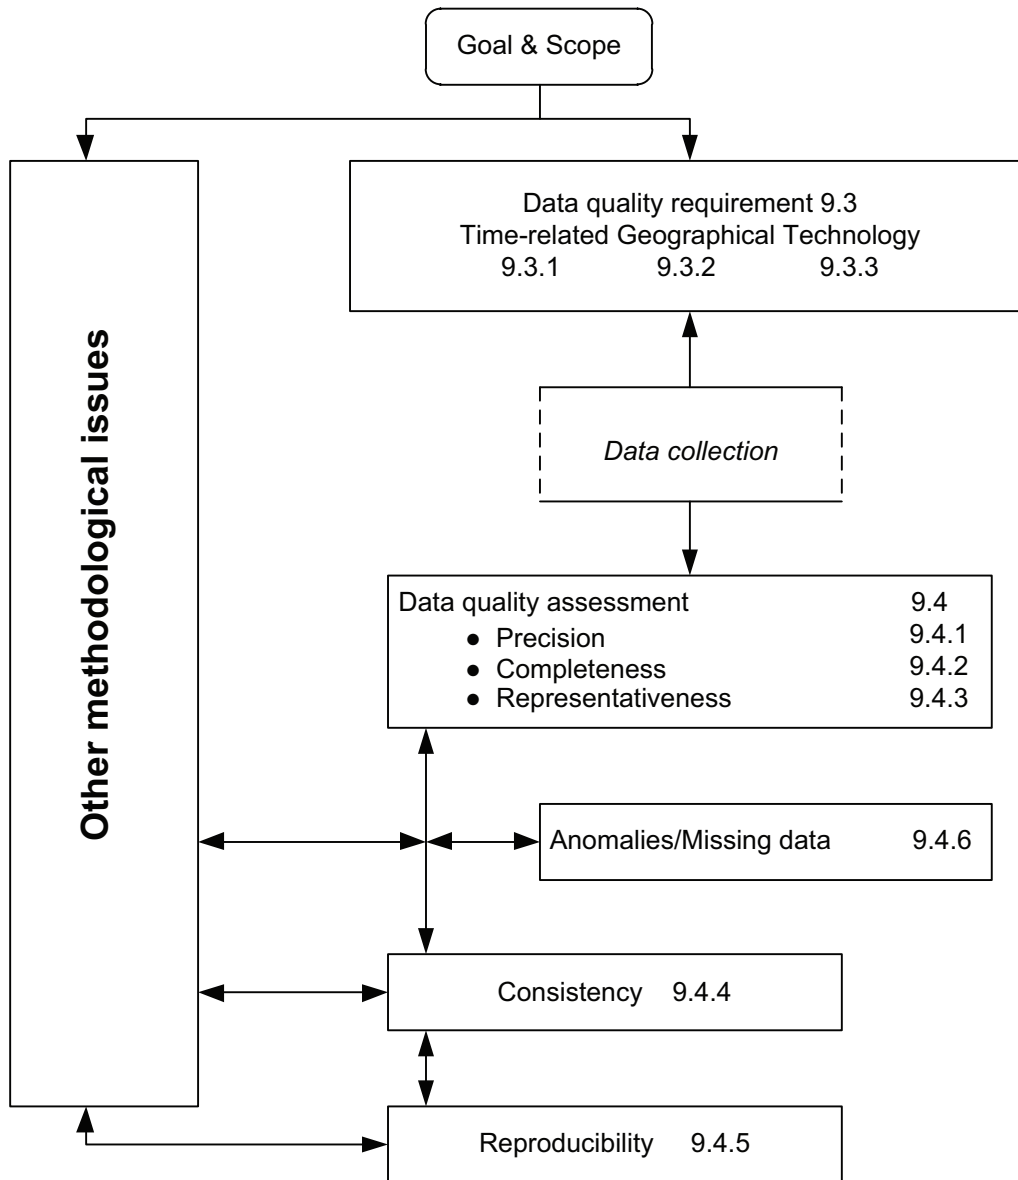 Goal & Scope
Data quality requirement 9.3
Time-related Geographical Technology
9.3.1 9.3.2 9.3.3
Other methodological issues
Data collection
Data quality assessment 9.4
● Precision 9.4.1
● Completeness 9.4.2
● Representativeness 9.4.3
Anomalies/Missing data 9.4.6
Consistency 9.4.4
Reproducibility 9.4.5